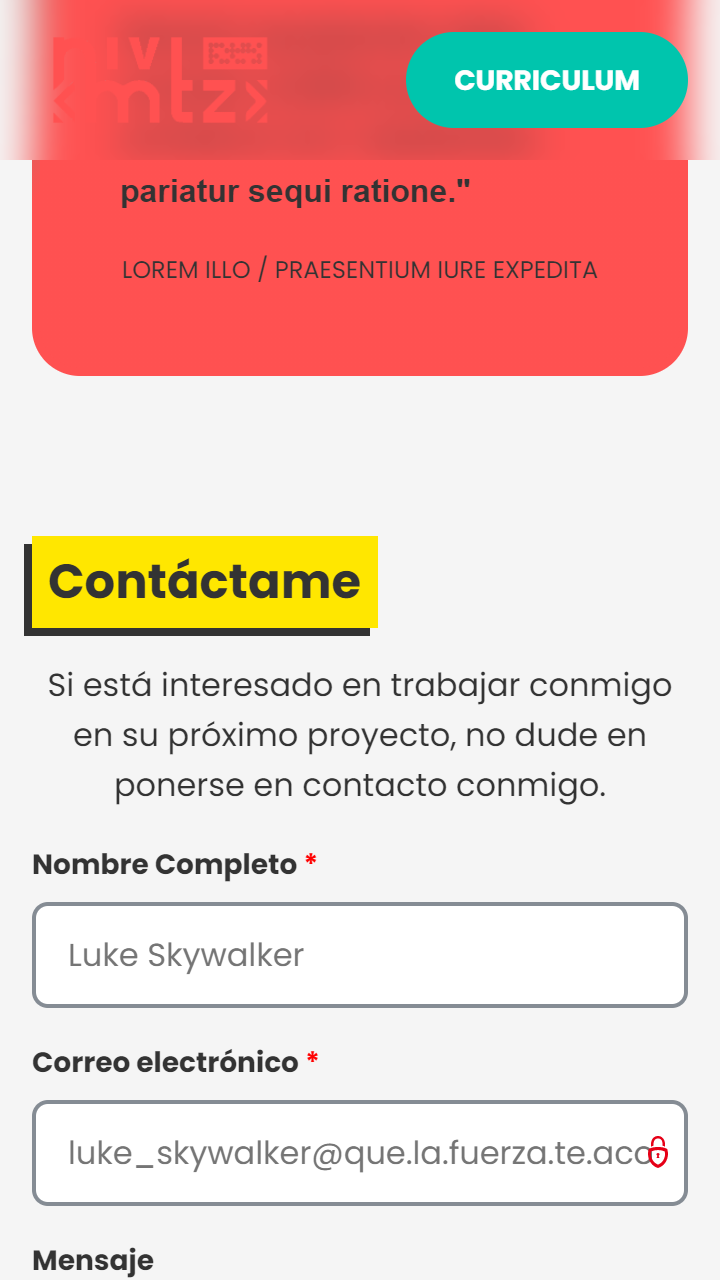 nivl
mtz
CURRICULUM
pariatur sequi ratione."
LOREM ILLO / PRAESENTIUM IURE EXPEDITA
Contáctame
Si está interesado en trabajar conmigo
en su próximo proyecto, no dude en
ponerse en contacto conmigo.
Nombre Completo *
Luke Skywalker
Correo electrónico *
luke_skywalker@que.la.fuerza.te.aco
Mensaje